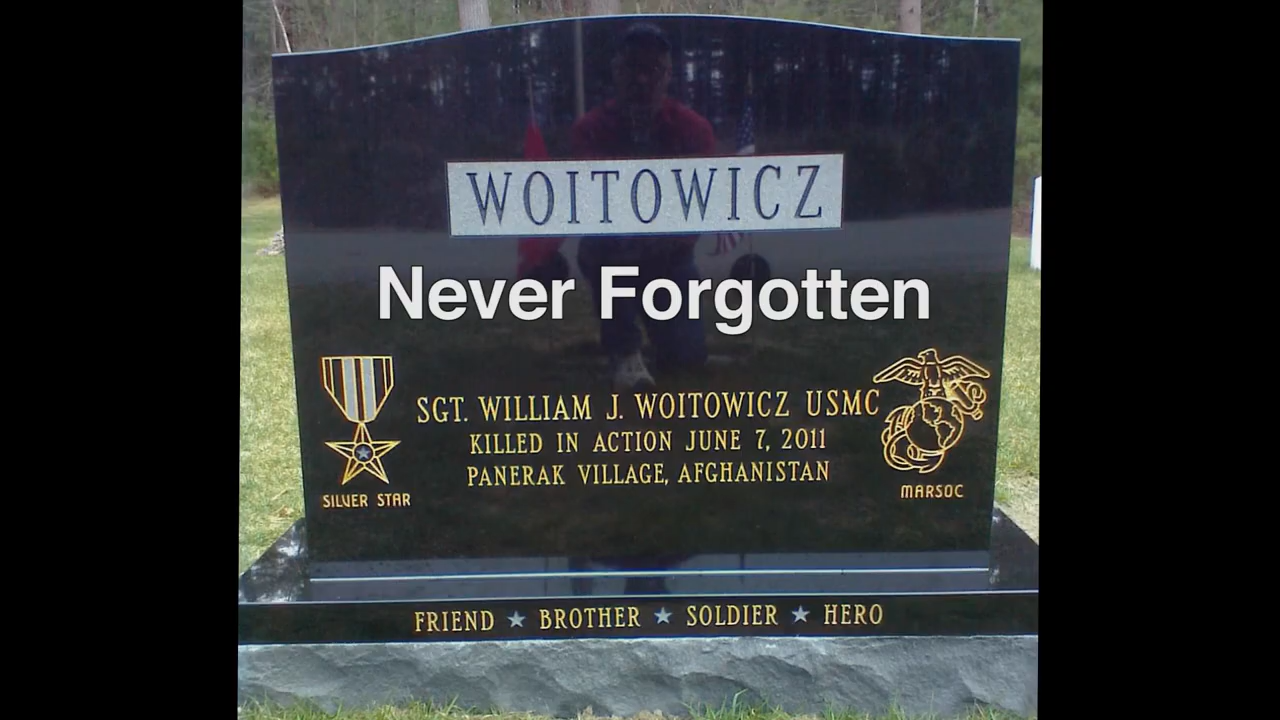 WOITOWICZ
Never Forgotten
SGT. WILLIAM J. WOITOWICZ USMC
KILLED IN ACTION JUNE 7, 2011
PANERAK VILLAGE, AFGHANISTAN
SILVER STAR
MARSOC
FRIEND ★ BROTHER ★ SOLDIER ★ HERO